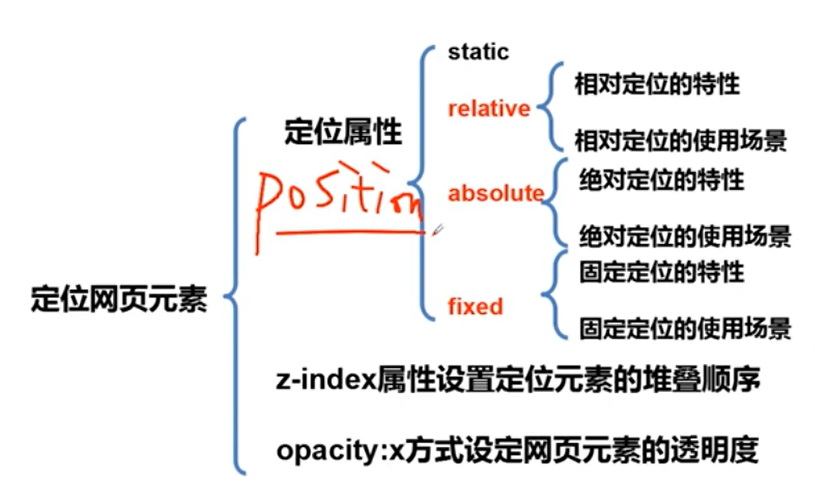 定位网页元素
定位属性
position
static
relative
相对定位的特性
相对定位的使用场景
absolute
绝对定位的特性
绝对定位的使用场景
fixed
固定定位的特性
固定定位的使用场景
z-index属性设置定位元素的堆叠顺序
opacity:x方式设定网页元素的透明度